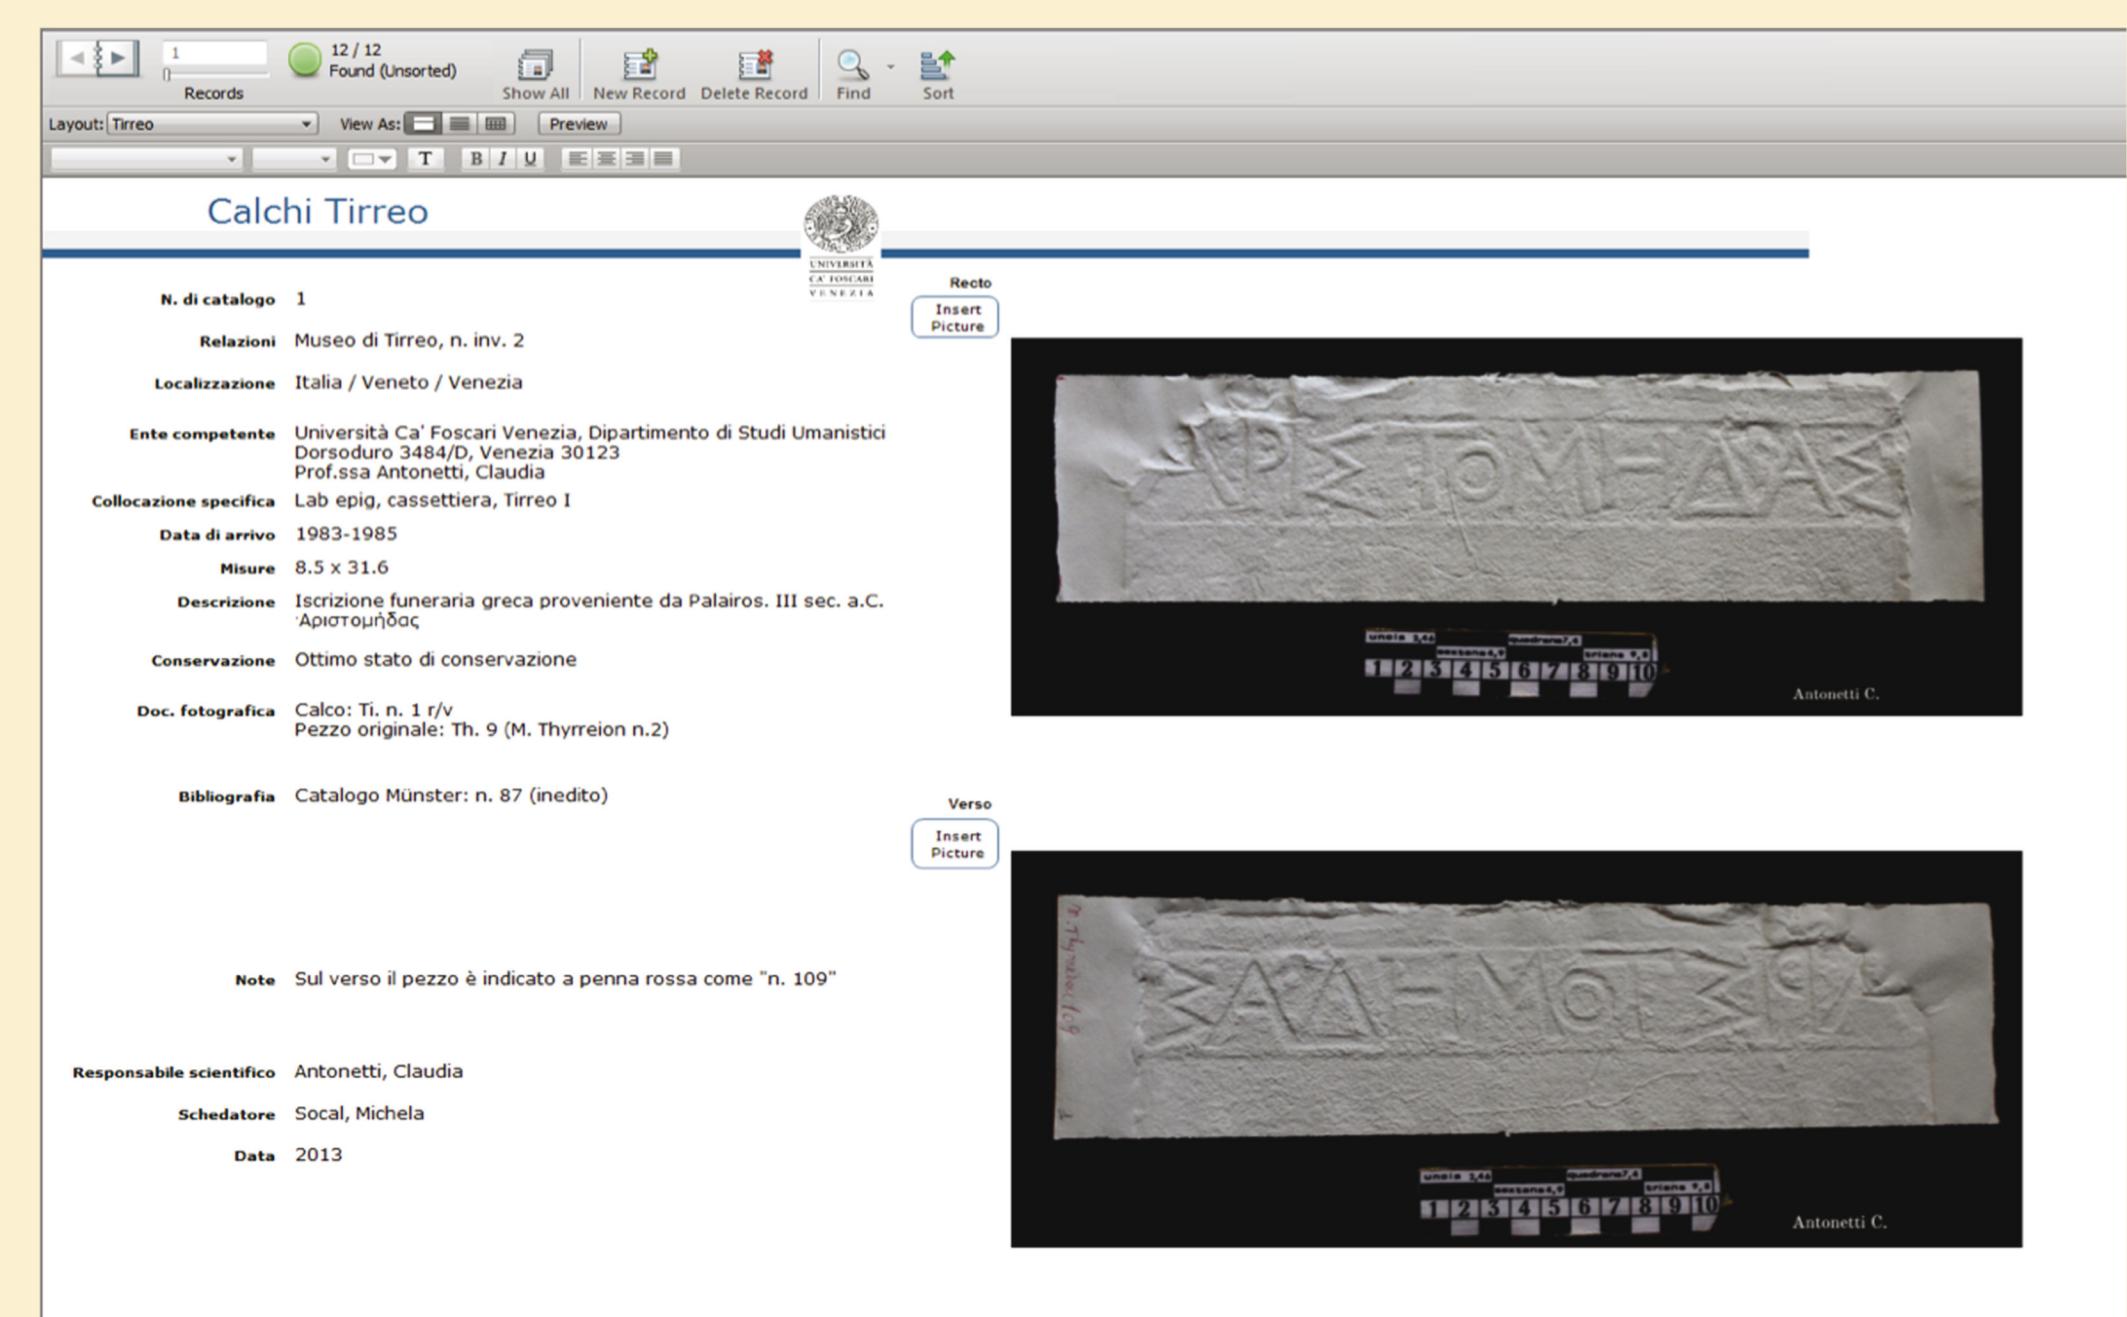 1
Records
12 / 12
Found (Unsorted)
Show All
New Record
Delete Record
Find
Sort
Layout: Tirreo
View As:
Preview
T B I U
Calchi Tirreo
UNIVERSITÀ
CA' FOSCARI
VENEZIA
N. di catalogo 1
Relazioni Museo di Tirreo, n. inv. 2
Localizzazione Italia / Veneto / Venezia
Ente competente Università Ca' Foscari Venezia, Dipartimento di Studi Umanistici
Dorsoduro 3484/D, Venezia 30123
Prof.ssa Antonetti, Claudia
Collocazione specifica Lab epig, cassettiera, Tirreo I
Data di arrivo 1983-1985
Misure 8.5 x 31.6
Descrizione Iscrizione funeraria greca proveniente da Palairos. III sec. a.C.
Ἀριστομήδας
Conservazione Ottimo stato di conservazione
Doc. fotografica Calco: Ti. n. 1 r/v
Pezzo originale: Th. 9 (M. Thyrreion n.2)
Bibliografia Catalogo Münster: n. 87 (inedito)
Note Sul verso il pezzo è indicato a penna rossa come "n. 109"
Responsabile scientifico Antonetti, Claudia
Schedatore Socal, Michela
Data 2013
Recto
Insert
Picture
ΑΡΙΣΤΟΜΗΔΑΣ
1 2 3 4 5 6 7 8 9 10
Antonetti C.
Verso
Insert
Picture
ΣΑΔΗΜΟΤΣΙΡΑ
1 2 3 4 5 6 7 8 9 10
Antonetti C.